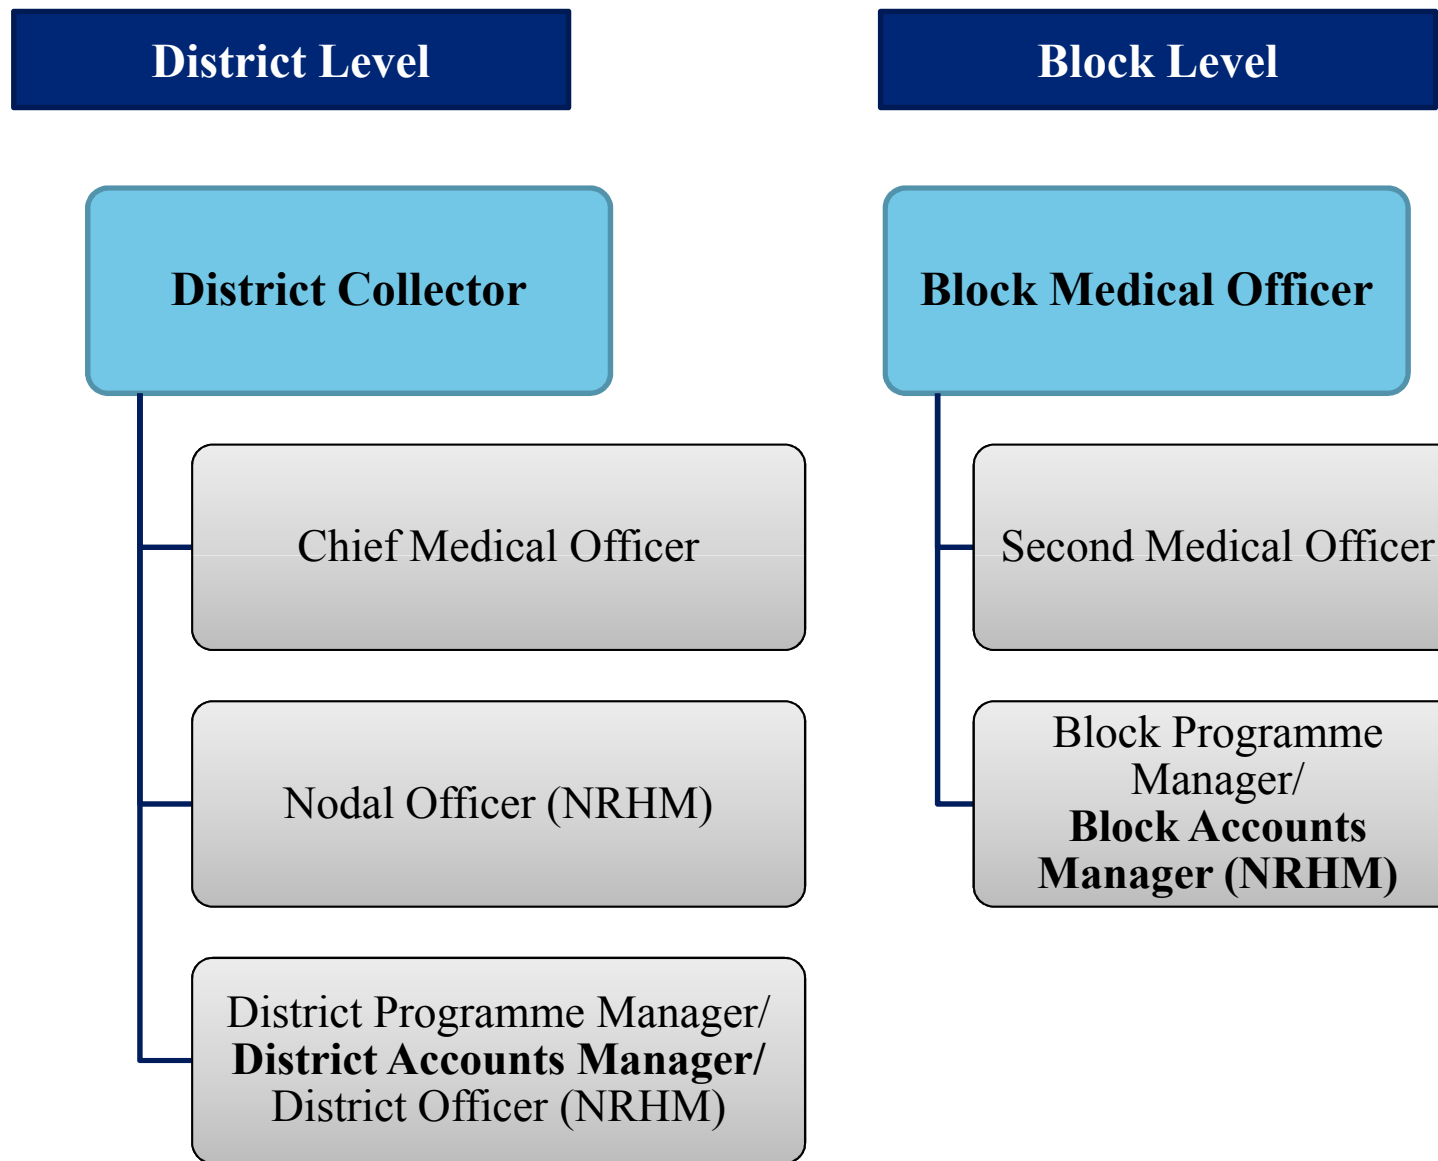 District Level
Block Level
District Collector
Block Medical Officer
Chief Medical Officer
Second Medical Officer
Nodal Officer (NRHM)
Block Programme
Manager/
Block Accounts
Manager (NRHM)
District Programme Manager/
District Accounts Manager/
District Officer (NRHM)